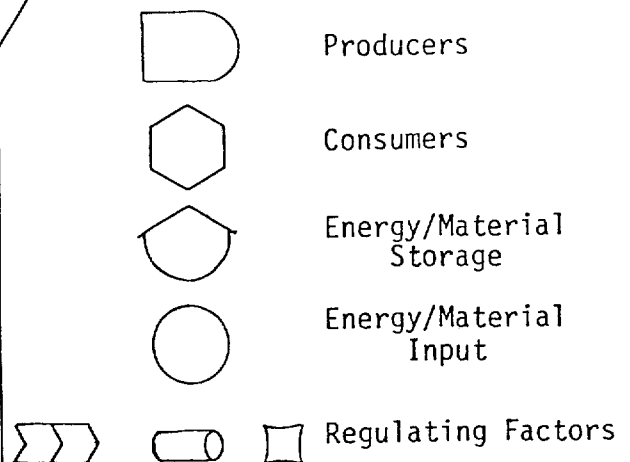 Producers
Consumers
Energy/Material
Storage
Energy/Material
Input
Regulating Factors